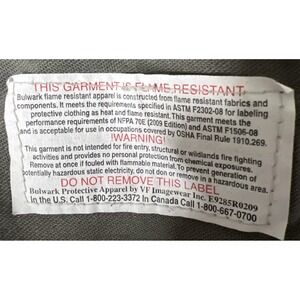 THIS GARMENT IS FLAME RESISTANT
Bulwark flame resistant apparel is constructed from flame resistant fabrics and
components. It meets the requirements specified in ASTM F2302-08 for labeling
protective clothing as heat and flame resistant. This garment meets the
performance requirements of NFPA 70E (2009 Edition) and ASTM F1506-08
and is acceptable for use in occupations covered by OSHA Final Rule 1910.269.
!WARNING!
This garment is not intended for fire entry, structural or wildlands fire fighting
activities and provides no personal protection from chemical exposures.
Remove at once if fouled with flammable material. To prevent generation of
potentially hazardous static electricity, do not don or remove in a hazardous area.
DO NOT REMOVE THIS LABEL
Bulwark Protective Apparel by VF Imagewear Inc. E9285R0209
In the U.S. Call 1-800-223-3372 In Canada Call 1-800-667-0700